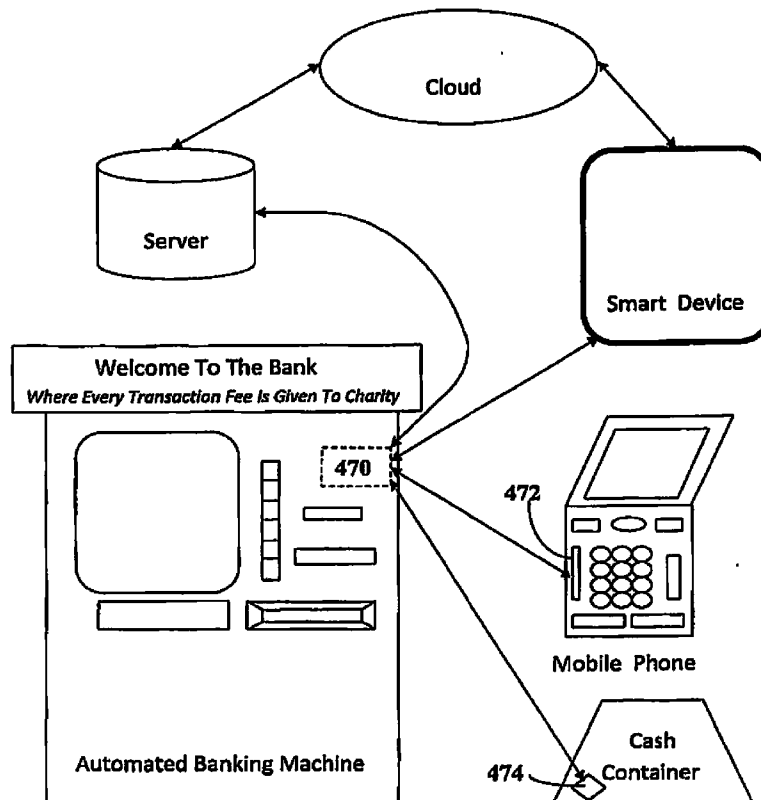 Cloud
Server
Smart Device
Welcome To The Bank
Where Every Transaction Fee Is Given To Charity
470
472
Mobile Phone
Automated Banking Machine
Cash
Container
474